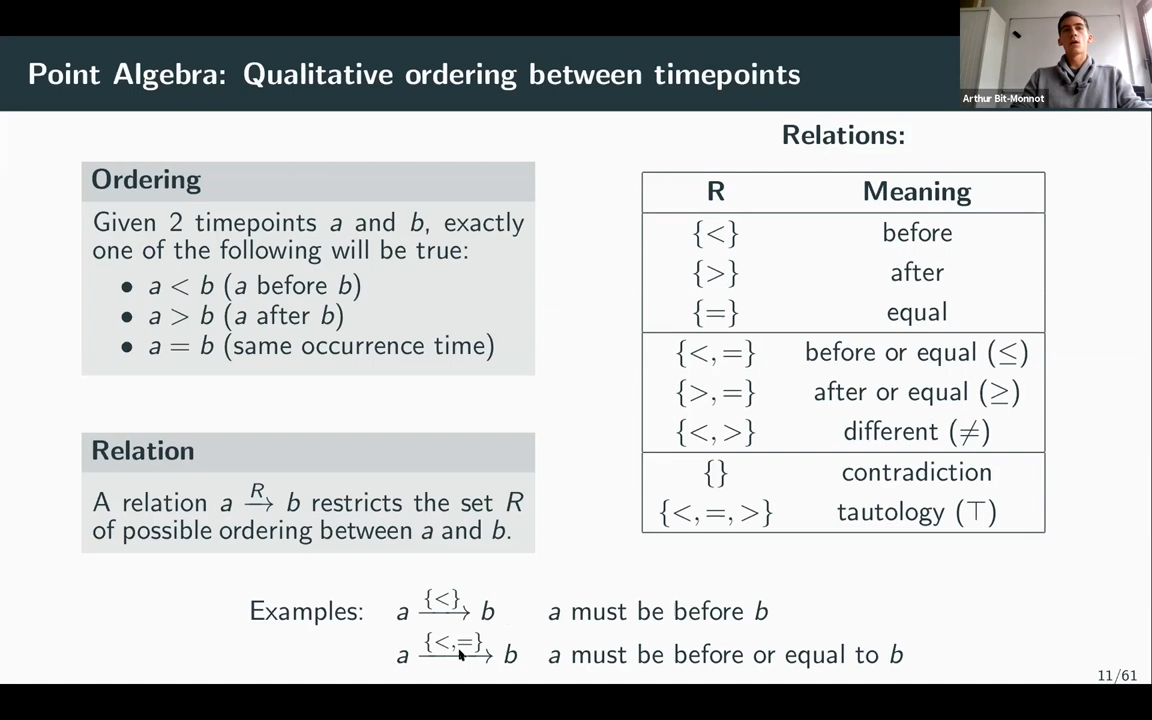 Point Algebra: Qualitative ordering between timepoints
Arthur Bit-Monnot
Ordering
Given 2 timepoints a and b, exactly
one of the following will be true:
• a < b (a before b)
• a > b (a after b)
• a = b (same occurrence time)
Relation
A relation a →R b restricts the set R
of possible ordering between a and b.
Relations:
R Meaning
{<} before
{>} after
{=} equal
{<, =} before or equal (≤)
{>, =} after or equal (≥)
{<, >} different (≠)
{} contradiction
{<, =, >} tautology (⊤)
Examples: a →{<} b a must be before b
a →{<,=} b a must be before or equal to b
11/61